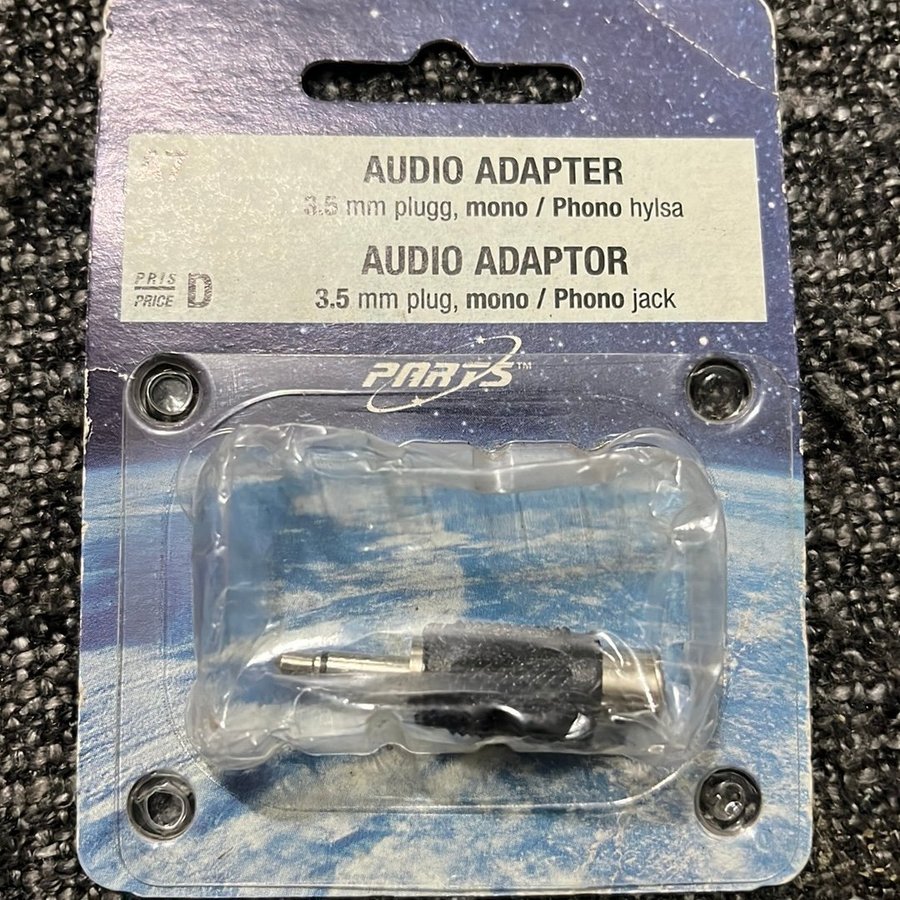 AUDIO ADAPTER
3.5 mm plugg, mono / Phono hylsa
AUDIO ADAPTOR
3.5 mm plug, mono / Phono jack
PRIS
PRICE D
PARTS™